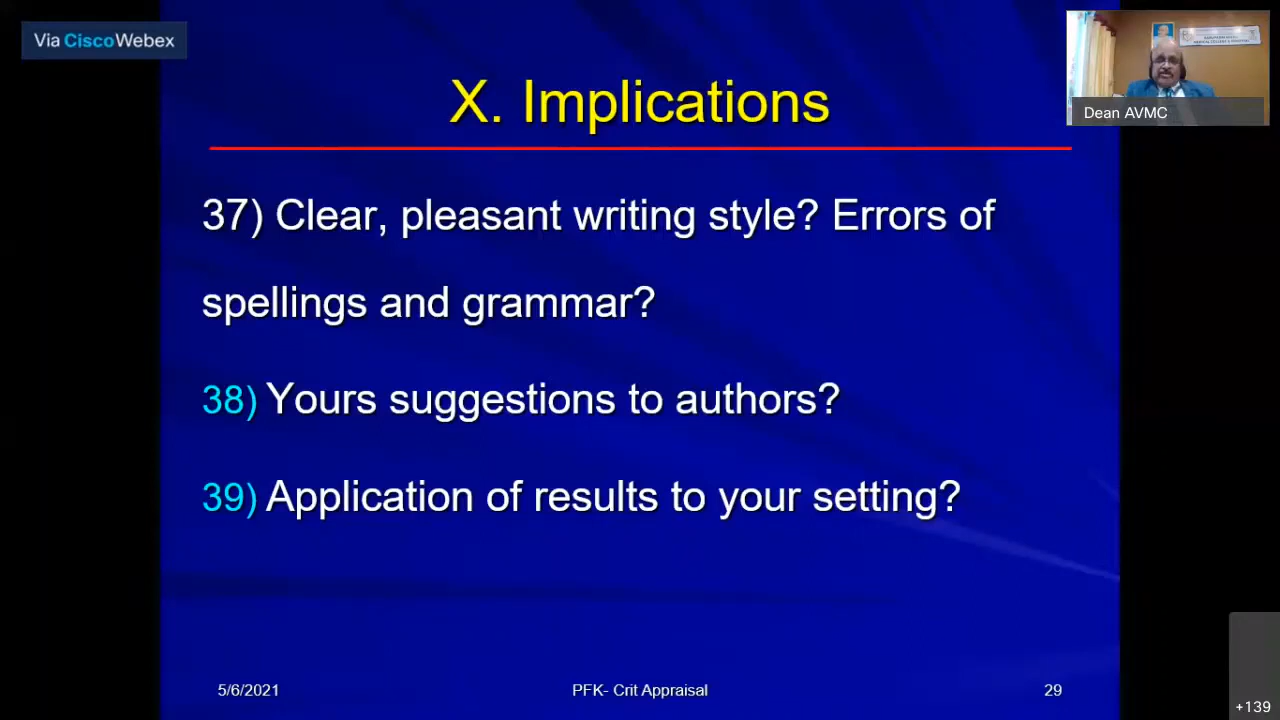 Via CiscoWebex
Dean AVMC
X. Implications
37) Clear, pleasant writing style? Errors of
spellings and grammar?
38) Yours suggestions to authors?
39) Application of results to your setting?
5/6/2021
PFK- Crit Appraisal
29
+139